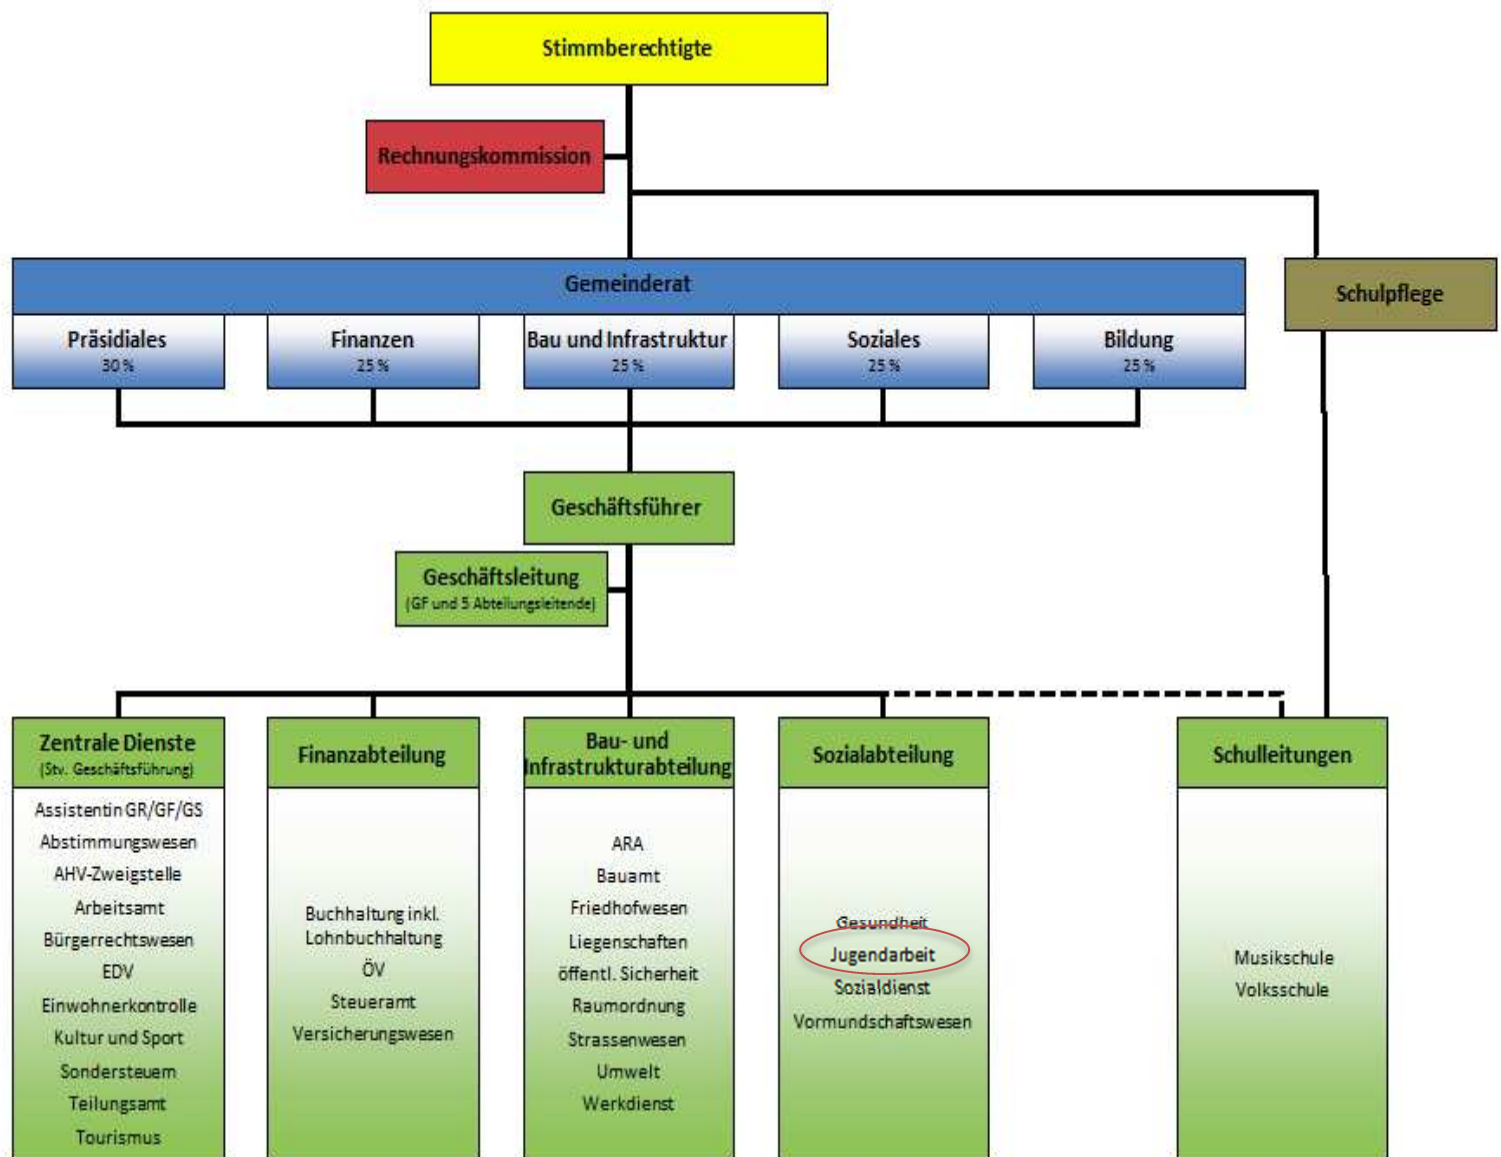 Stimmberechtigte
Rechnungskommission
Gemeinderat
Schulpflege
Präsidiales
30 %
Finanzen
25 %
Bau und Infrastruktur
25 %
Soziales
25 %
Bildung
25 %
Geschäftsführer
Geschäftsleitung
(GF und 5 Abteilungsleitende)
Zentrale Dienste
(Stv. Geschäftsführung)
Assistentin GR/GF/GS
Abstimmungswesen
AHV-Zweigstelle
Arbeitsamt
Bürgerrechtswesen
EDV
Einwohnerkontrolle
Kultur und Sport
Sondersteuern
Teilungsamt
Tourismus
Finanzabteilung
Buchhaltung inkl.
Lohnbuchhaltung
ÖV
Steueramt
Versicherungswesen
Bau- und
Infrastrukturabteilung
ARA
Bauamt
Friedhofwesen
Liegenschaften
öffentl. Sicherheit
Raumordnung
Strassenwesen
Umwelt
Werkdienst
Sozialabteilung
Gesundheit
Jugendarbeit
Sozialdienst
Vormundschaftswesen
Schulleitungen
Musikschule
Volksschule